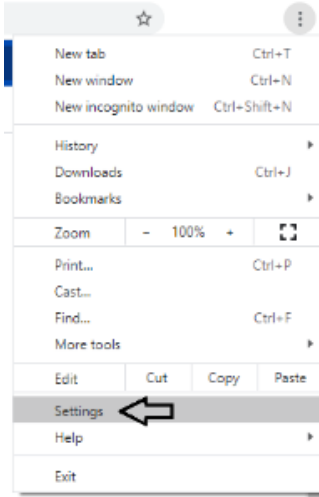 New tab Ctrl+T
New window Ctrl+N
New incognito window Ctrl+Shift+N
History
Downloads Ctrl+J
Bookmarks
Zoom - 100% +
Print... Ctrl+P
Cast...
Find... Ctrl+F
More tools
Edit Cut Copy Paste
Settings
Help
Exit